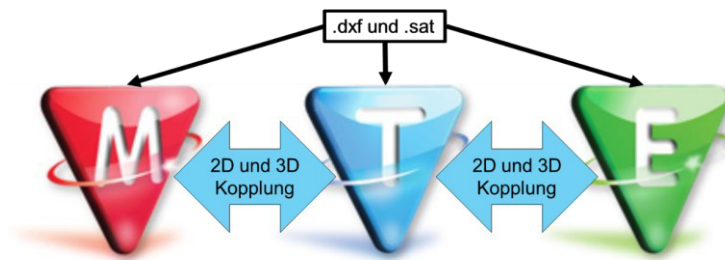 .dxf und .sat
M
T
E
2D und 3D
Kopplung
2D und 3D
Kopplung